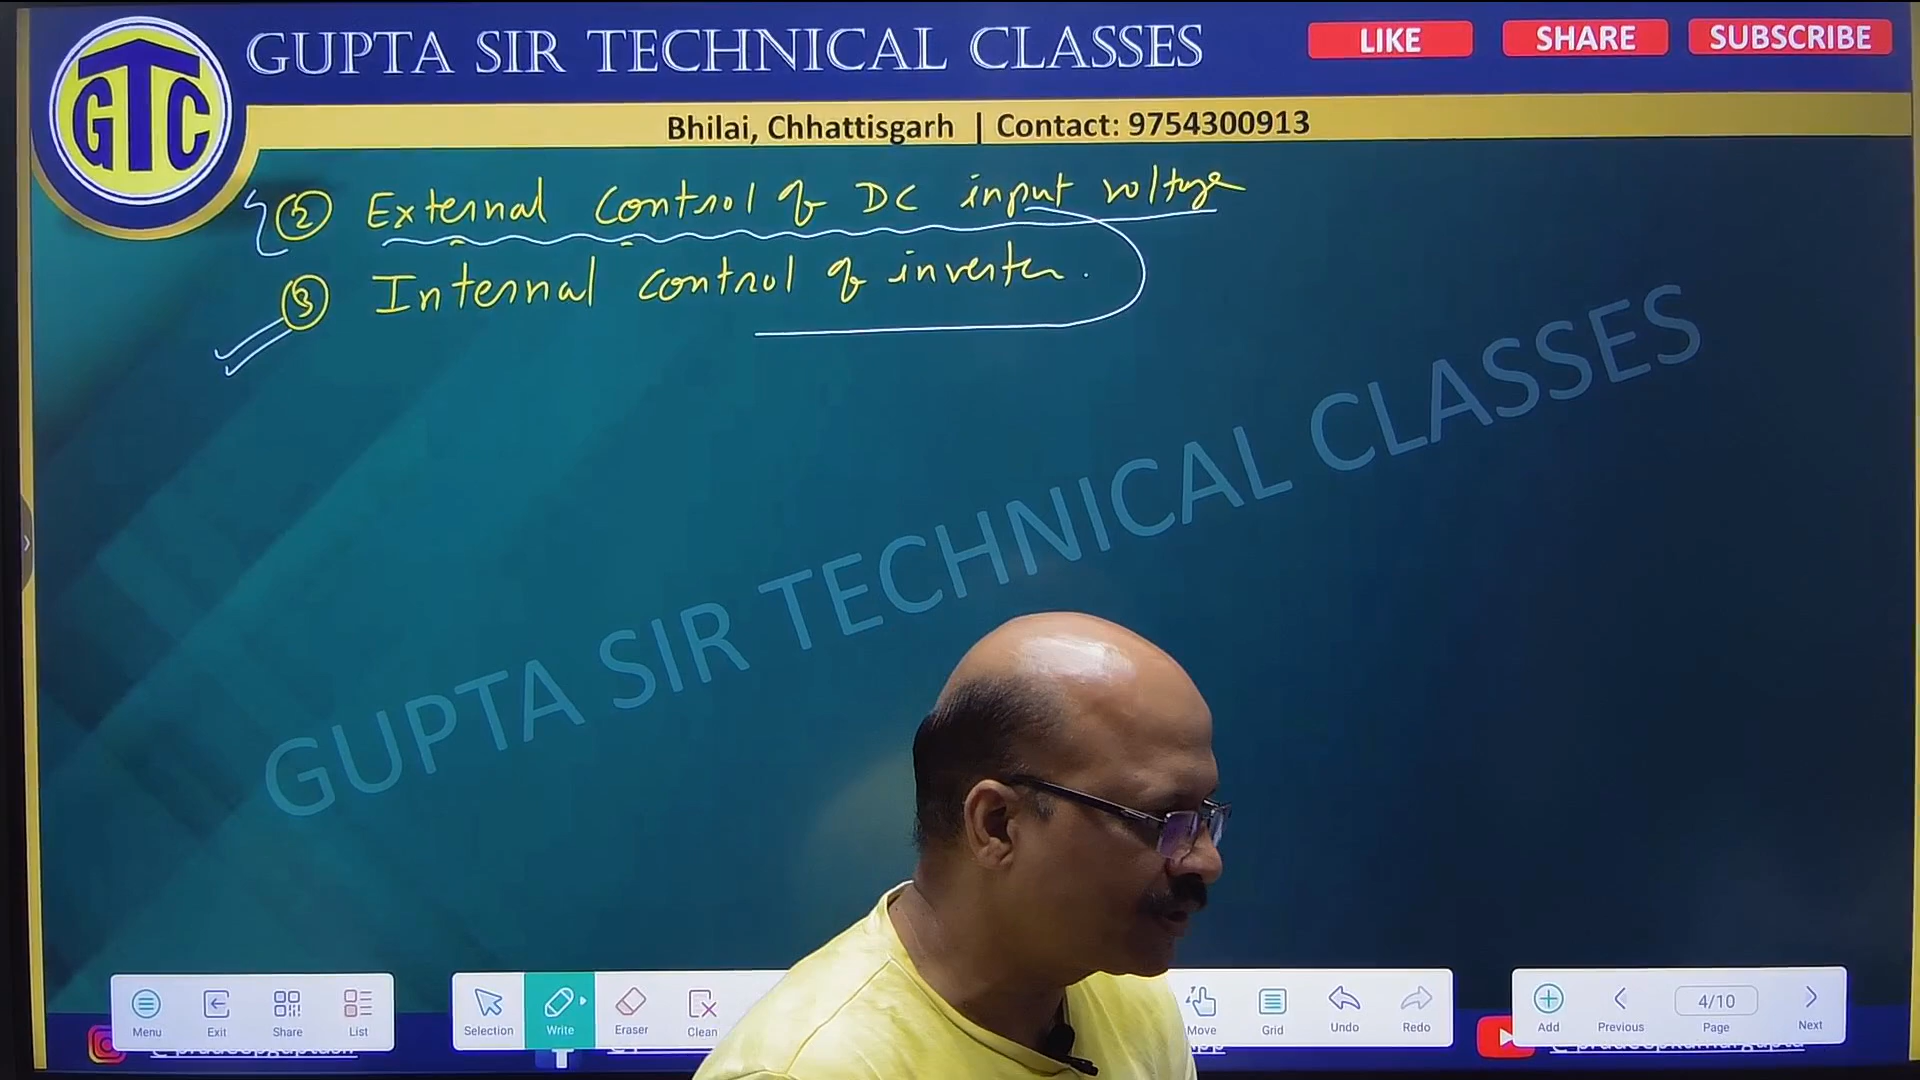 GTC
GUPTA SIR TECHNICAL CLASSES
LIKE
SHARE
SUBSCRIBE
Bhilai, Chhattisgarh | Contact: 9754300913
② External control of DC input voltage
③ Internal control of inverter.
GUPTA SIR TECHNICAL CLASSES
Menu
Exit
Share
List
Selection
Write
Eraser
Clean
Move
Grid
Undo
Redo
Add
Previous
4/10
Page
Next